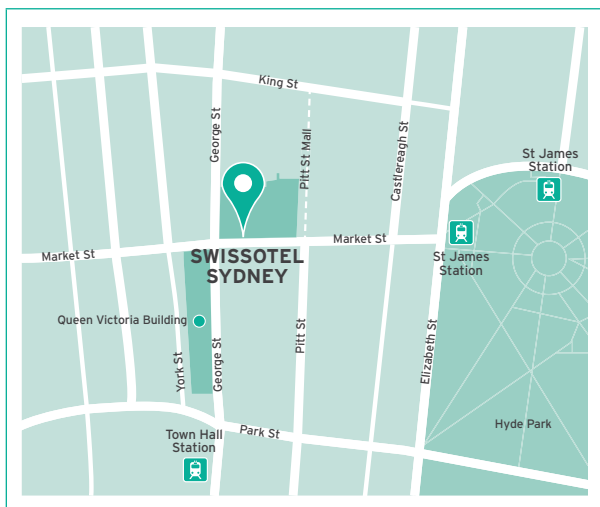 King St
George St
Pitt St Mall
Castlereagh St
St James
Station
Market St
Market St
SWISSOTEL
SYDNEY
St James
Station
Queen Victoria Building
York St
George St
Pitt St
Elizabeth St
Hyde Park
Park St
Town Hall
Station